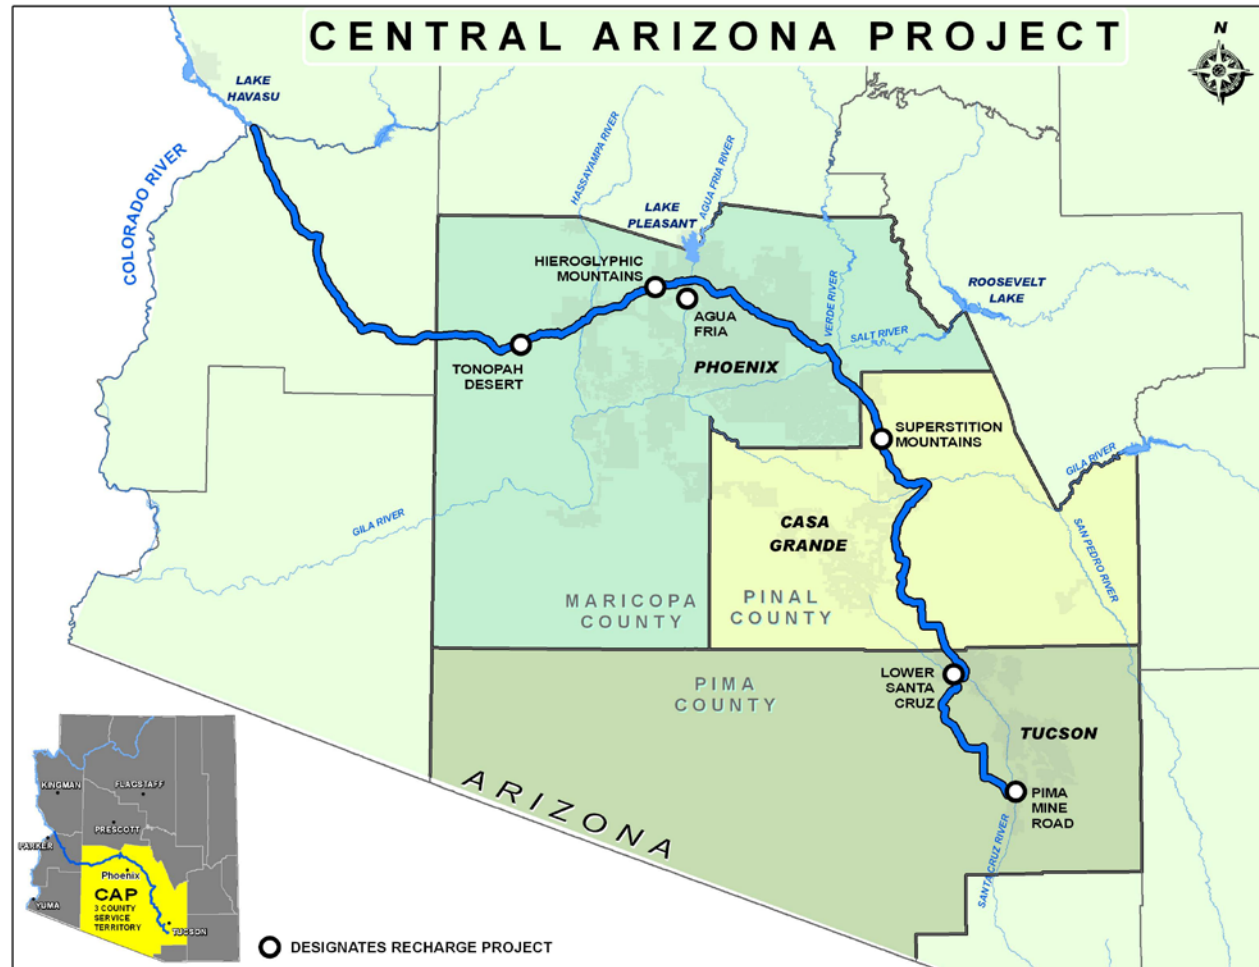 CENTRAL ARIZONA PROJECT
N
LAKE
HAVASU
COLORADO RIVER
HASSAYAMPA RIVER
AGUA FRIA RIVER
LAKE
PLEASANT
HIEROGLYPHIC
MOUNTAINS
AGUA
FRIA
VERDE RIVER
ROOSEVELT
LAKE
SALT RIVER
TONOPAH
DESERT
PHOENIX
SUPERSTITION
MOUNTAINS
GILA RIVER
GILA RIVER
CASA
GRANDE
SAN PEDRO RIVER
MARICOPA
COUNTY
PINAL
COUNTY
PIMA
COUNTY
LOWER
SANTA
CRUZ
TUCSON
PIMA
MINE
ROAD
SANTA CRUZ RIVER
ARIZONA
KINGMAN
FLAGSTAFF
PRESCOTT
PARKER
Phoenix
CAP
3 COUNTY
SERVICE
TERRITORY
YUMA
TUCSON
DESIGNATES RECHARGE PROJECT